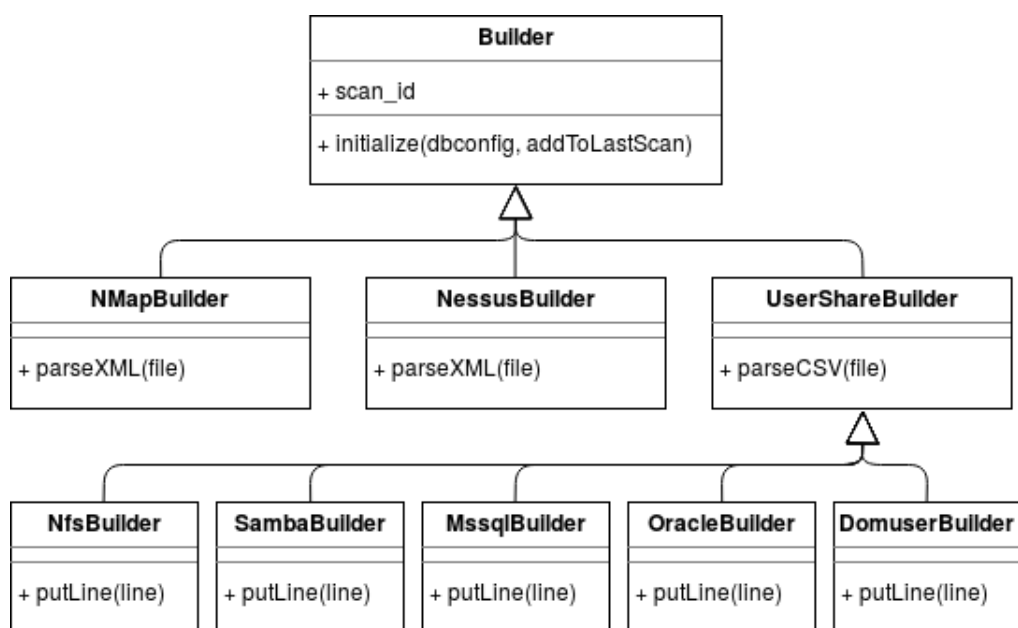 Builder
+ scan_id
+ initialize(dbconfig, addToLastScan)
NMapBuilder
NessusBuilder
UserShareBuilder
+ parseXML(file)
+ parseXML(file)
+ parseCSV(file)
NfsBuilder
SambaBuilder
MssqlBuilder
OracleBuilder
DomuserBuilder
+ putLine(line)
+ putLine(line)
+ putLine(line)
+ putLine(line)
+ putLine(line)